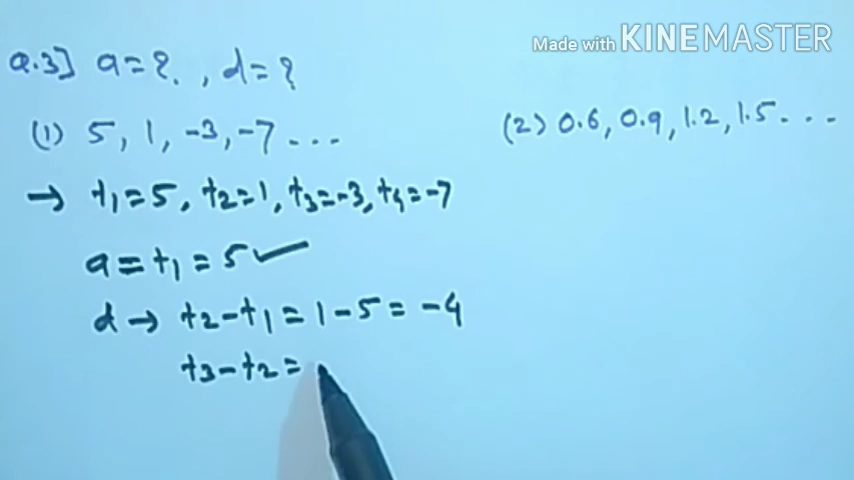 Made with KINEMASTER
Q.3] a=?. , d=?
(1) 5, 1, -3, -7 ...
(2) 0.6, 0.9, 1.2, 1.5 ....
→ t₁=5, t₂=1, t₃=-3, t₄=-7
a=t₁=5 ✓
d → t₂-t₁=1-5=-4
t₃-t₂=